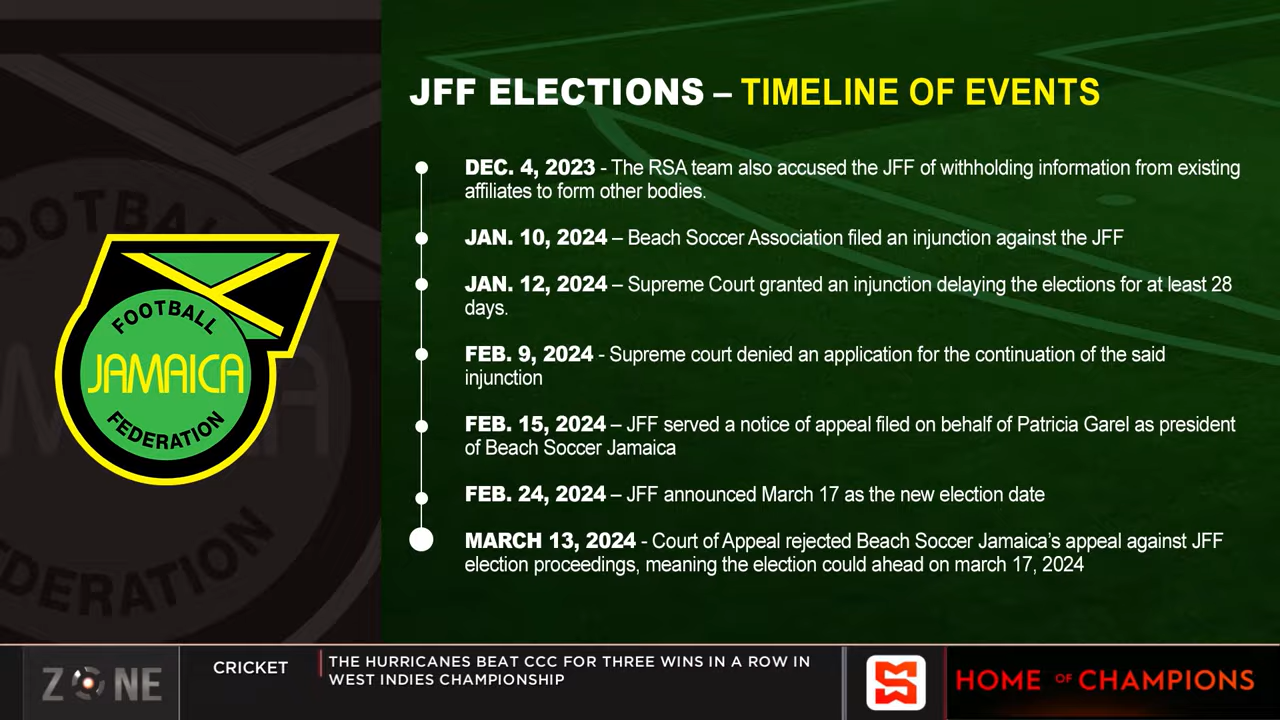 JFF ELECTIONS – TIMELINE OF EVENTS
DEC. 4, 2023 - The RSA team also accused the JFF of withholding information from existing
affiliates to form other bodies.
JAN. 10, 2024 – Beach Soccer Association filed an injunction against the JFF
JAN. 12, 2024 – Supreme Court granted an injunction delaying the elections for at least 28
days.
FEB. 9, 2024 - Supreme court denied an application for the continuation of the said
injunction
FEB. 15, 2024 – JFF served a notice of appeal filed on behalf of Patricia Garel as president
of Beach Soccer Jamaica
FEB. 24, 2024 – JFF announced March 17 as the new election date
MARCH 13, 2024 - Court of Appeal rejected Beach Soccer Jamaica's appeal against JFF
election proceedings, meaning the election could ahead on march 17, 2024
FOOTBALL
JAMAICA
FEDERATION
ZONE
CRICKET
THE HURRICANES BEAT CCC FOR THREE WINS IN A ROW IN
WEST INDIES CHAMPIONSHIP
HOME OF CHAMPIONS